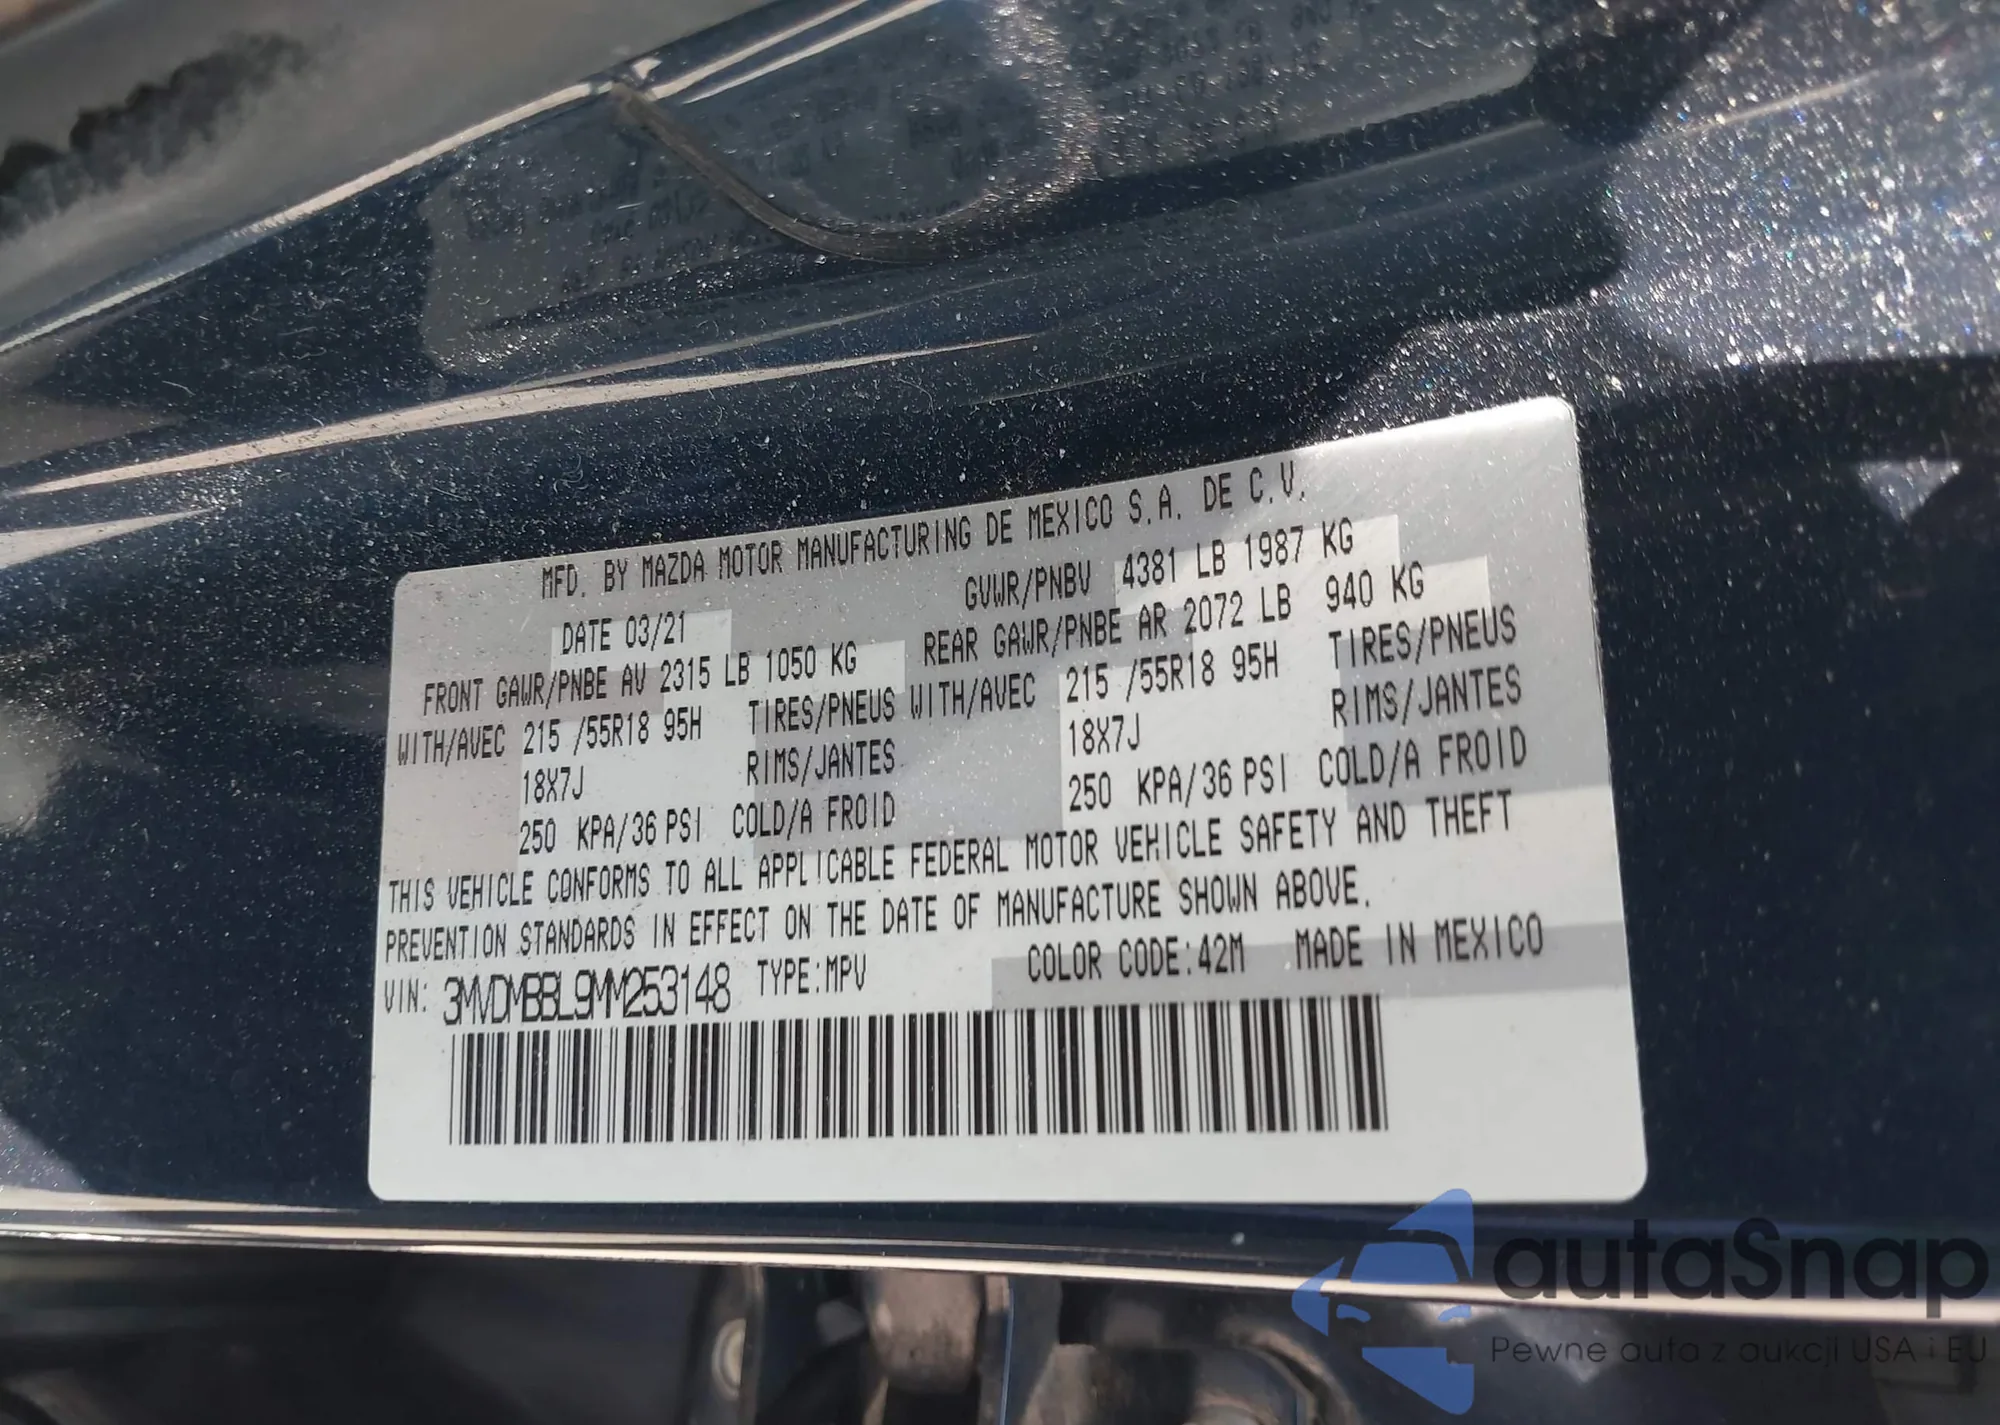 MFD. BY MAZDA MOTOR MANUFACTURING DE MEXICO S.A. DE C.V.
DATE 03/21 GVWR/PNBV 4381 LB 1987 KG
FRONT GAWR/PNBE AV 2315 LB 1050 KG REAR GAWR/PNBE AR 2072 LB 940 KG
WITH/AVEC 215 /55R18 95H TIRES/PNEUS WITH/AVEC 215 /55R18 95H TIRES/PNEUS
18X7J RIMS/JANTES 18X7J RIMS/JANTES
250 KPA/36 PSI COLD/A FROID 250 KPA/36 PSI COLD/A FROID
THIS VEHICLE CONFORMS TO ALL APPLICABLE FEDERAL MOTOR VEHICLE SAFETY AND THEFT
PREVENTION STANDARDS IN EFFECT ON THE DATE OF MANUFACTURE SHOWN ABOVE.
VIN: 3MVDMBBL9MM253148 TYPE:MPV COLOR CODE:42M MADE IN MEXICO
autaSnap
Pewne auta z aukcji USA i EU